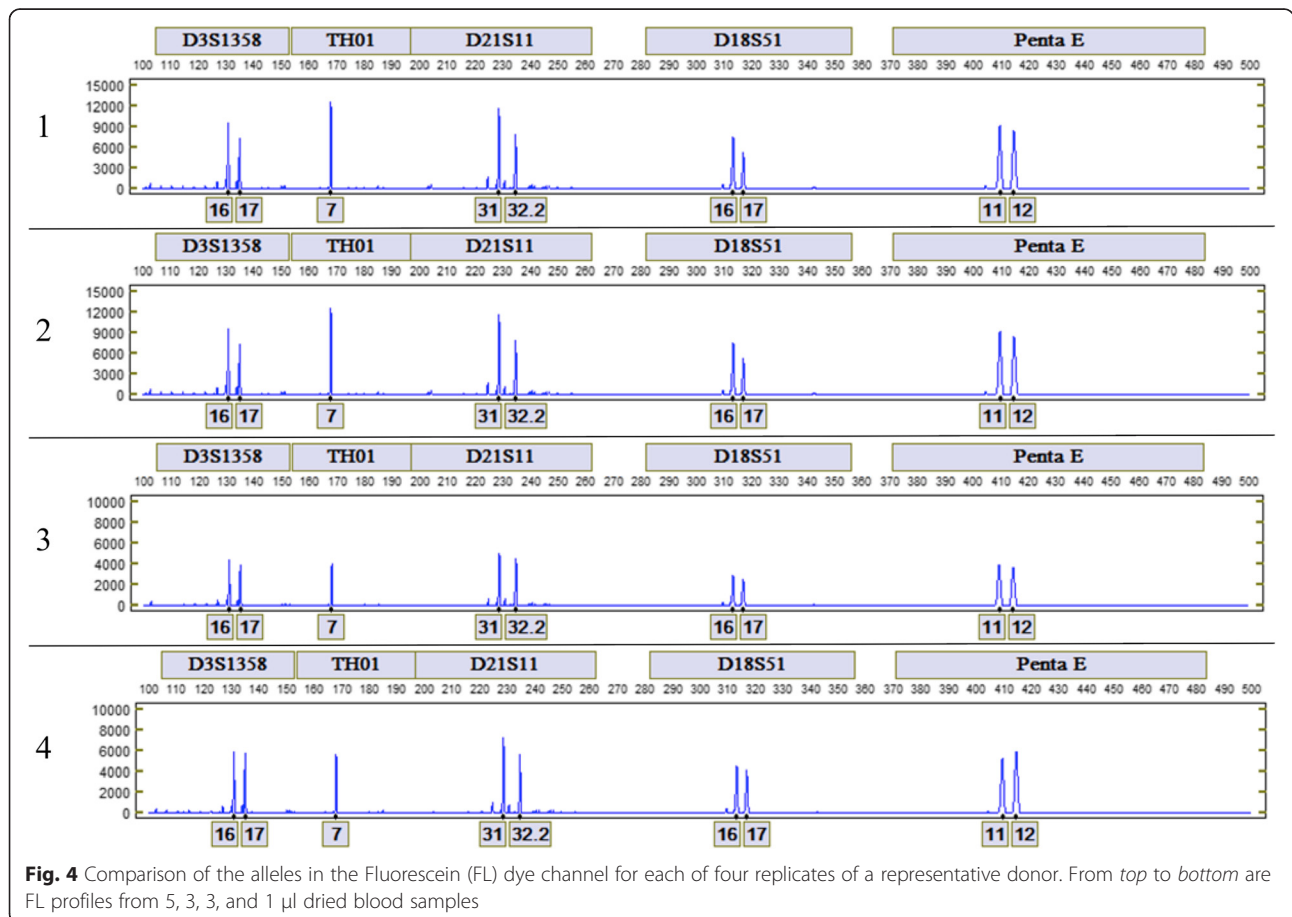 D3S1358 TH01 D21S11 D18S51 Penta E
100 110 120 130 140 150 160 170 180 190 200 210 220 230 240 250 260 270 280 290 300 310 320 330 340 350 360 370 380 390 400 410 420 430 440 450 460 470 480 490 500
1
15000
12000
9000
6000
3000
0
16 17 7 31 32.2 16 17 11 12
D3S1358 TH01 D21S11 D18S51 Penta E
100 110 120 130 140 150 160 170 180 190 200 210 220 230 240 250 260 270 280 290 300 310 320 330 340 350 360 370 380 390 400 410 420 430 440 450 460 470 480 490 500
2
15000
12000
9000
6000
3000
0
16 17 7 31 32.2 16 17 11 12
D3S1358 TH01 D21S11 D18S51 Penta E
100 110 120 130 140 150 160 170 180 190 200 210 220 230 240 250 260 270 280 290 300 310 320 330 340 350 360 370 380 390 400 410 420 430 440 450 460 470 480 490 500
3
10000
8000
6000
4000
2000
0
16 17 7 31 32.2 16 17 11 12
D3S1358 TH01 D21S11 D18S51 Penta E
100 110 120 130 140 150 160 170 180 190 200 210 220 230 240 250 260 270 280 290 300 310 320 330 340 350 360 370 380 390 400 410 420 430 440 450 460 470 480 490 500
4
10000
8000
6000
4000
2000
0
16 17 7 31 32.2 16 17 11 12
Fig. 4 Comparison of the alleles in the Fluorescein (FL) dye channel for each of four replicates of a representative donor. From top to bottom are
FL profiles from 5, 3, 3, and 1 μl dried blood samples